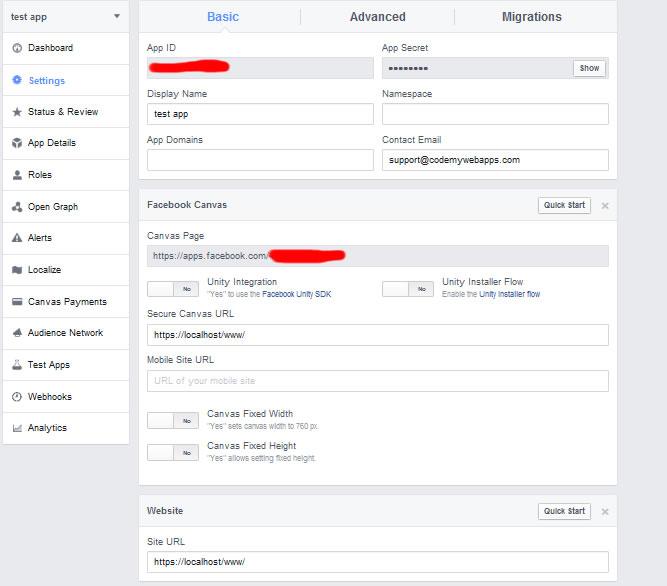 test app
Dashboard
Settings
Status & Review
App Details
Roles
Open Graph
Alerts
Localize
Canvas Payments
Audience Network
Test Apps
Webhooks
Analytics
Basic Advanced Migrations
App ID App Secret
•••••••• Show
Display Name Namespace
test app
App Domains Contact Email
support@codemywebapps.com
Facebook Canvas Quick Start ×
Canvas Page
https://apps.facebook.com/
No Unity Integration No Unity Installer Flow
"Yes" to use the Facebook Unity SDK Enable the Unity Installer flow
Secure Canvas URL
https://localhost/www/
Mobile Site URL
URL of your mobile site
No Canvas Fixed Width
"Yes" sets canvas width to 760 px.
No Canvas Fixed Height
"Yes" allows setting fixed height.
Website Quick Start ×
Site URL
https://localhost/www/